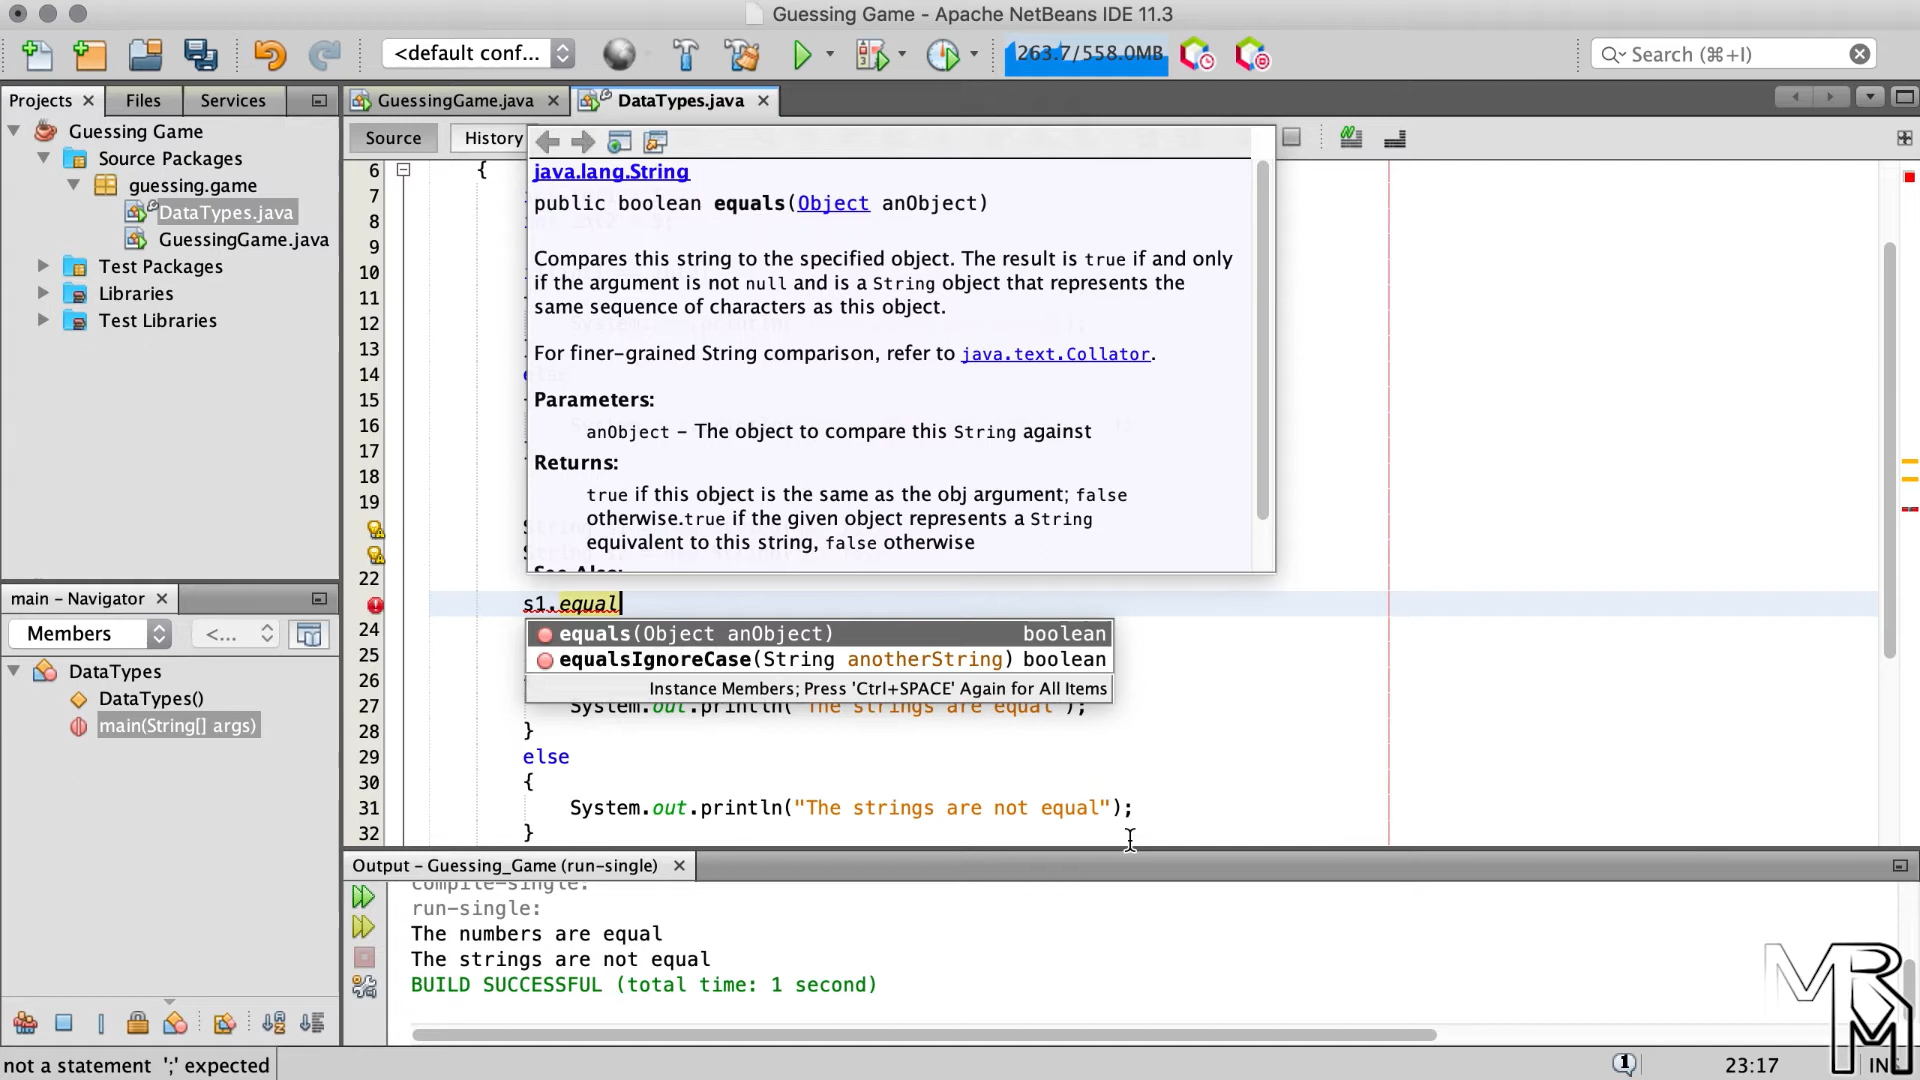 Guessing Game - Apache NetBeans IDE 11.3
<default conf...
263.7/558.0MB
Search (⌘+I)
Projects
Files
Services
GuessingGame.java
DataTypes.java
Guessing Game
Source Packages
guessing.game
DataTypes.java
GuessingGame.java
Test Packages
Libraries
Test Libraries
Source
History
java.lang.String
public boolean equals(Object anObject)
Compares this string to the specified object. The result is true if and only
if the argument is not null and is a String object that represents the
same sequence of characters as this object.
For finer-grained String comparison, refer to java.text.Collator.
Parameters:
anObject – The object to compare this String against
Returns:
true if this object is the same as the obj argument; false
otherwise.true if the given object represents a String
equivalent to this string, false otherwise
See Also:
6 {
7
8
9
10
11
12
13
14 else
15
16
17
18
19
22
s1.equal
24
25
26
equals(Object anObject) boolean
equalsIgnoreCase(String anotherString) boolean
Instance Members; Press 'Ctrl+SPACE' Again for All Items
27 System.out.println("The strings are equal");
28 }
29 else
30 {
31 System.out.println("The strings are not equal");
32 }
main – Navigator
Members
<...
DataTypes
DataTypes()
main(String[] args)
Output – Guessing_Game (run-single)
compile-single:
run-single:
The numbers are equal
The strings are not equal
BUILD SUCCESSFUL (total time: 1 second)
not a statement ';' expected
1
23:17